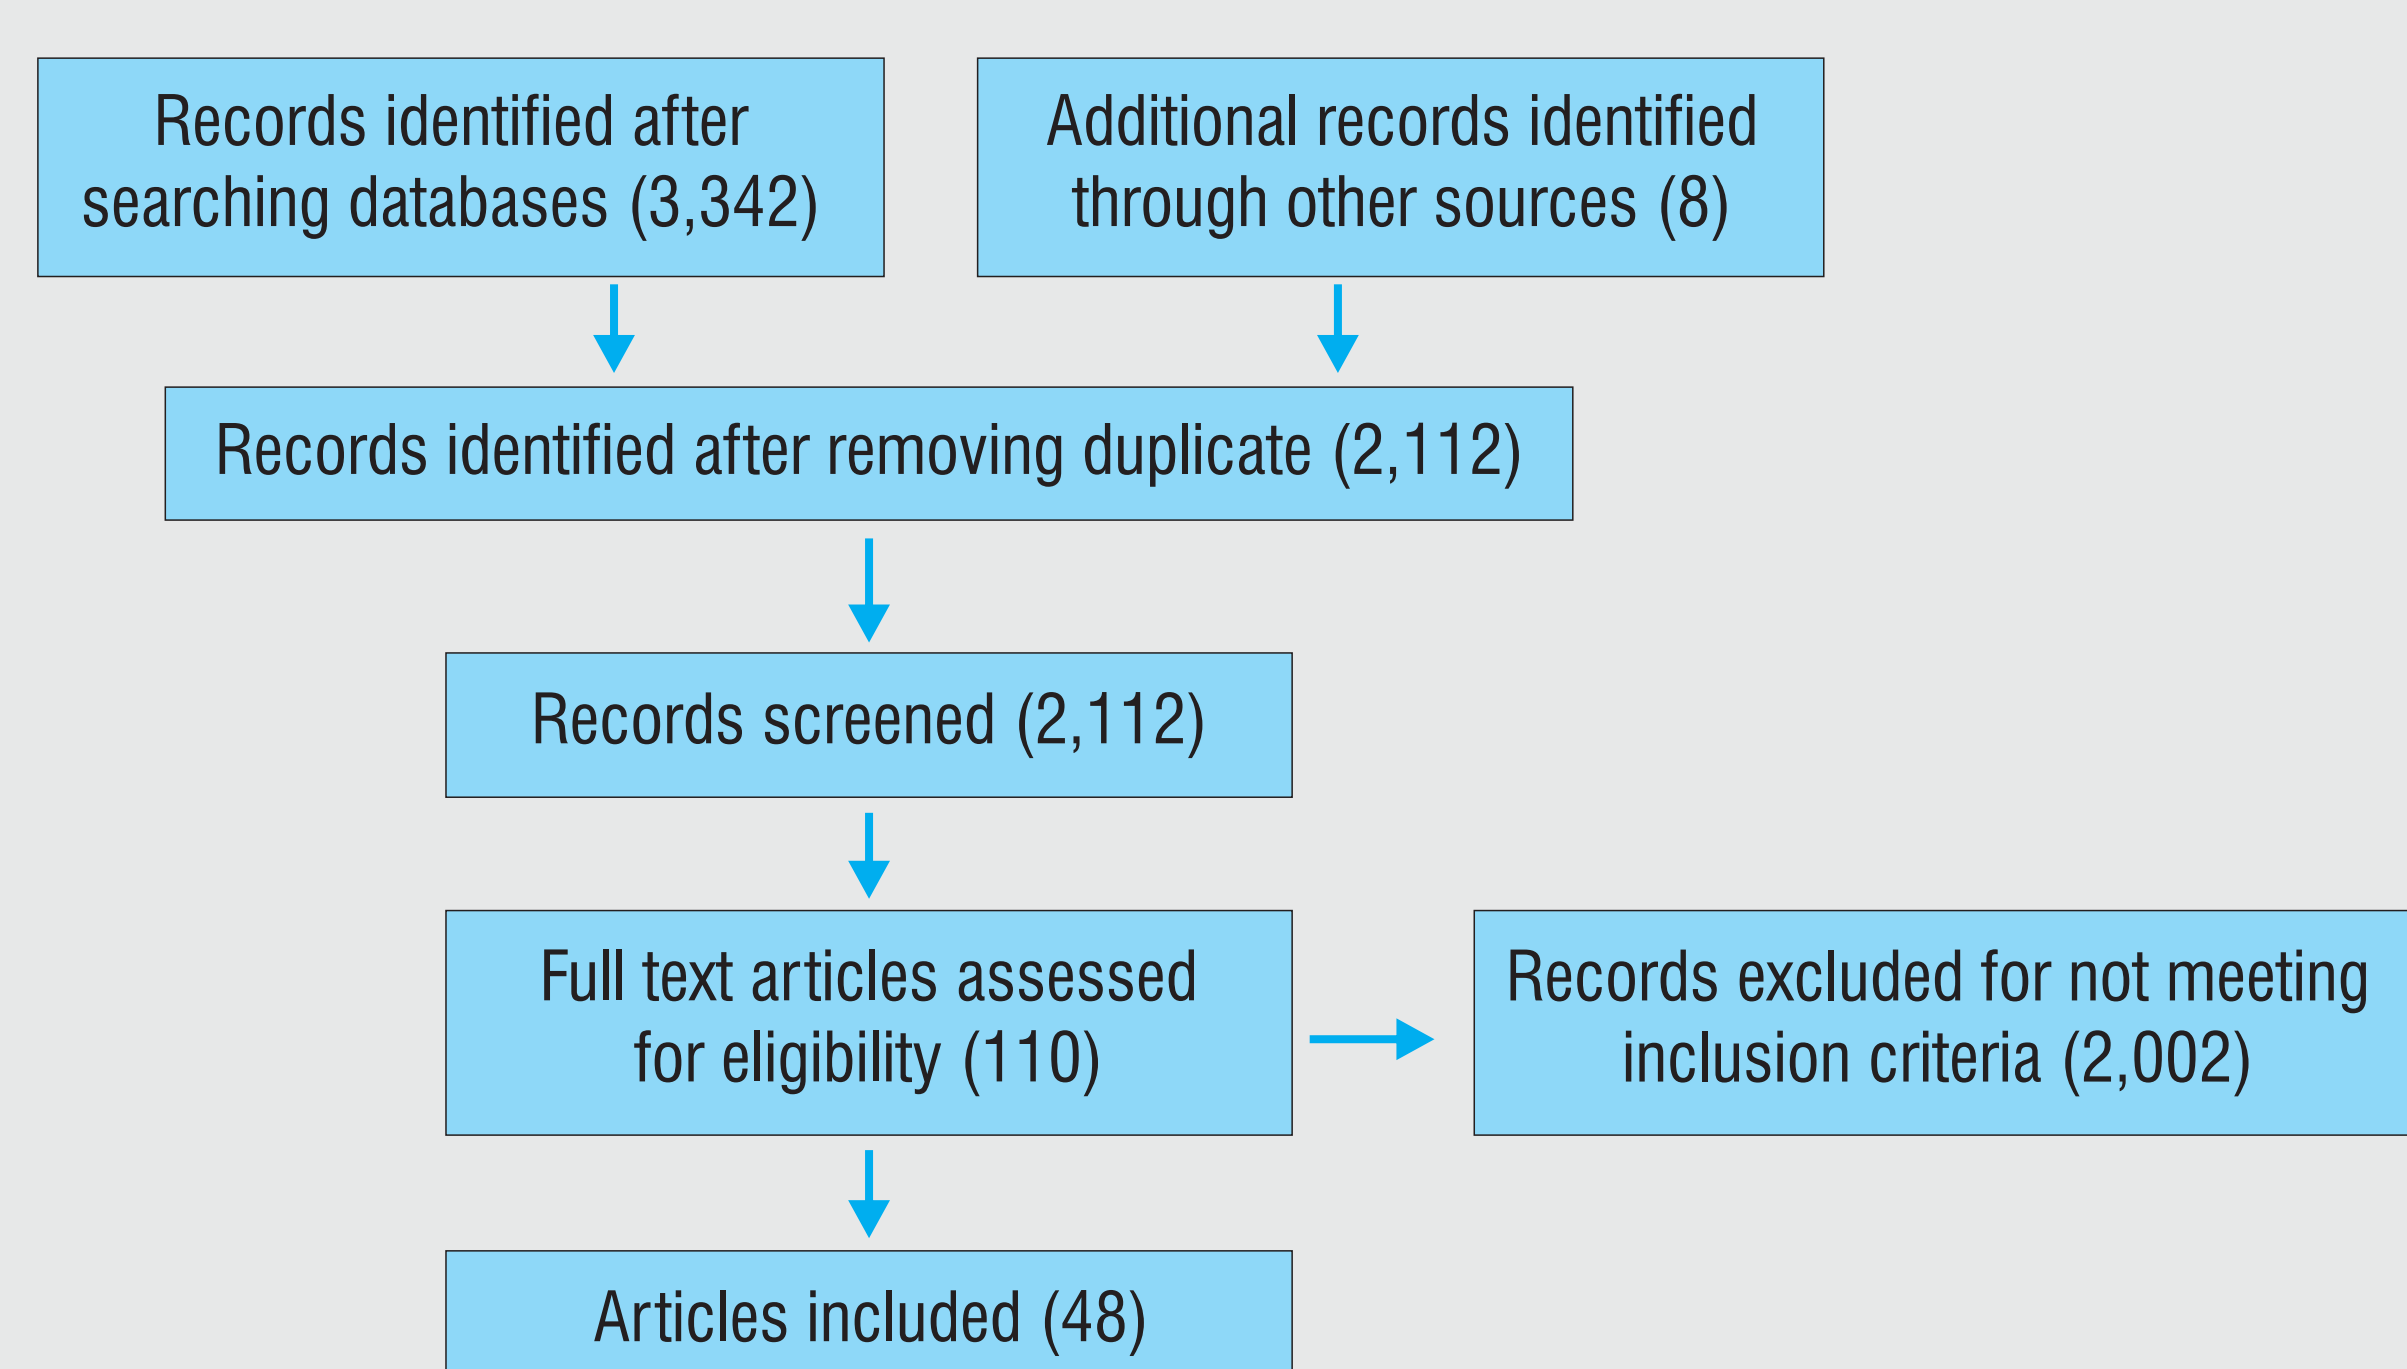 Records identified after
searching databases (3,342)
Additional records identified
through other sources (8)
Records identified after removing duplicate (2,112)
Records screened (2,112)
Full text articles assessed
for eligibility (110)
Records excluded for not meeting
inclusion criteria (2,002)
Articles included (48)